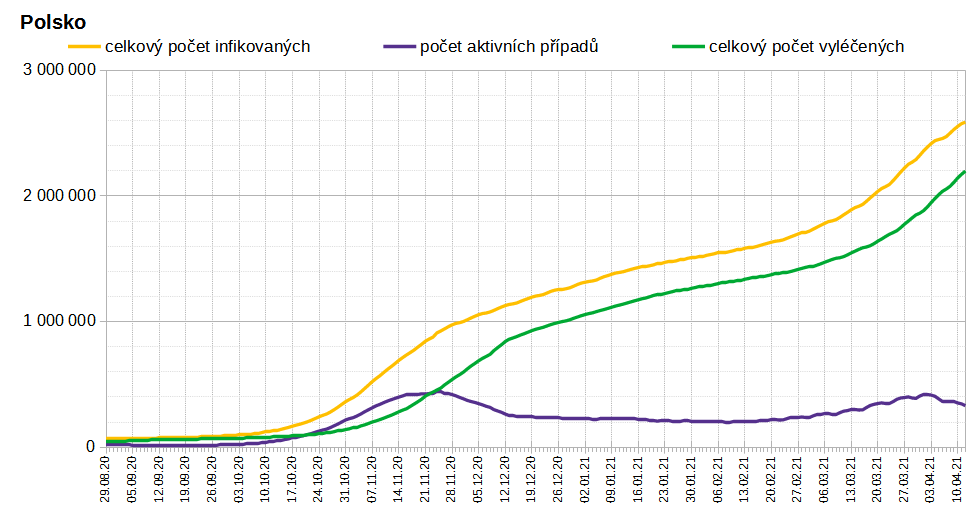 Polsko
celkový počet infikovaných počet aktivních případů celkový počet vyléčených
3 000 000
2 000 000
1 000 000
0
29.08.20 05.09.20 12.09.20 19.09.20 26.09.20 03.10.20 10.10.20 17.10.20 24.10.20 31.10.20 07.11.20 14.11.20 21.11.20 28.11.20 05.12.20 12.12.20 19.12.20 26.12.20 02.01.21 09.01.21 16.01.21 23.01.21 30.01.21 06.02.21 13.02.21 20.02.21 27.02.21 06.03.21 13.03.21 20.03.21 27.03.21 03.04.21 10.04.21